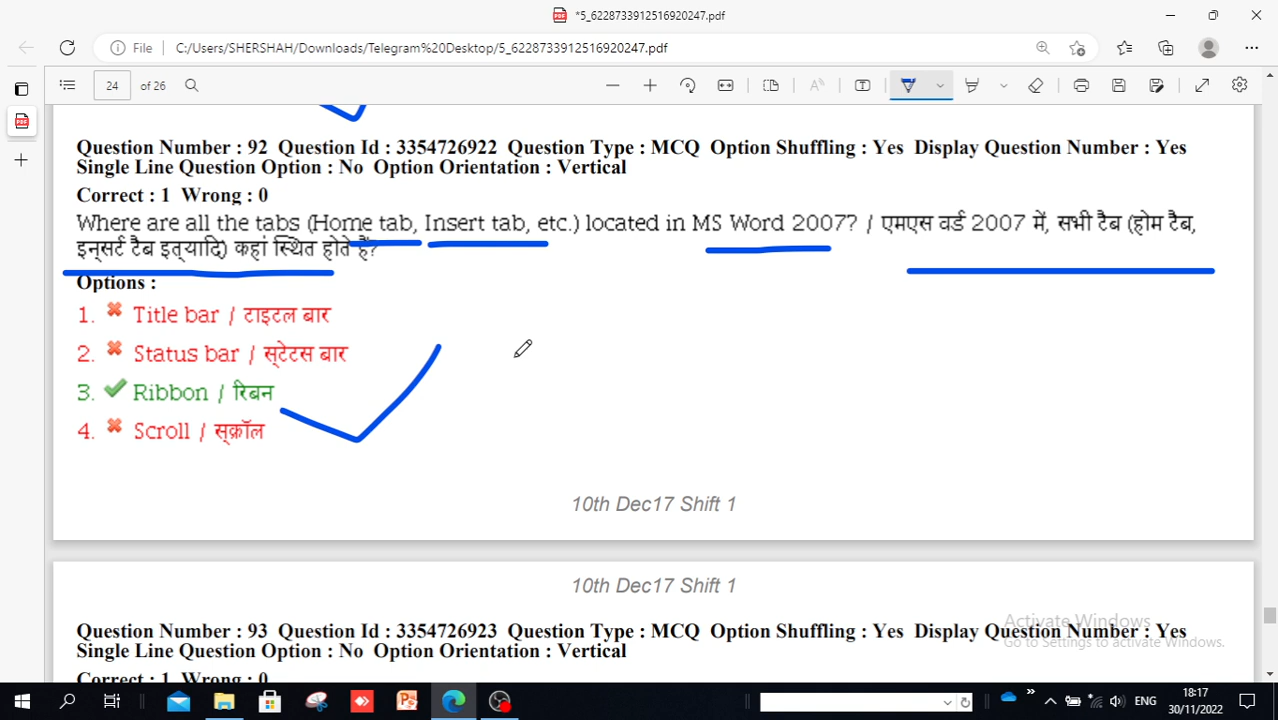 *5_6228733912516920247.pdf
File C:/Users/SHERSHAH/Downloads/Telegram%20Desktop/5_6228733912516920247.pdf
24 of 26
Question Number : 92 Question Id : 3354726922 Question Type : MCQ Option Shuffling : Yes Display Question Number : Yes
Single Line Question Option : No Option Orientation : Vertical
Correct : 1 Wrong : 0
Where are all the tabs (Home tab, Insert tab, etc.) located in MS Word 2007? / एमएस वर्ड 2007 में, सभी टैब (होम टैब,
इन्सर्ट टैब इत्यादि) कहां स्थित होते हैं?
Options :
1. Title bar / टाइटल बार
2. Status bar / स्टेटस बार
3. Ribbon / रिबन
4. Scroll / स्क्रॉल
10th Dec17 Shift 1
10th Dec17 Shift 1
Activate Windows
Question Number : 93 Question Id : 3354726923 Question Type : MCQ Option Shuffling : Yes Display Question Number : Yes
Go to Settings to activate Windows.
Single Line Question Option : No Option Orientation : Vertical
Correct : 1 Wrong : 0
ENG
18:17
30/11/2022